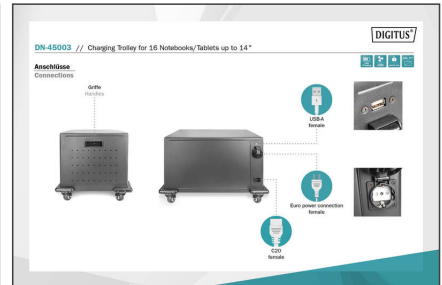 DIGITUS®
DN-45003 // Charging Trolley for 16 Notebooks/Tablets up to 14"
Anschlüsse
Connections
Griffe
Handles
USB-A
female
Euro power connection
female
C20
female